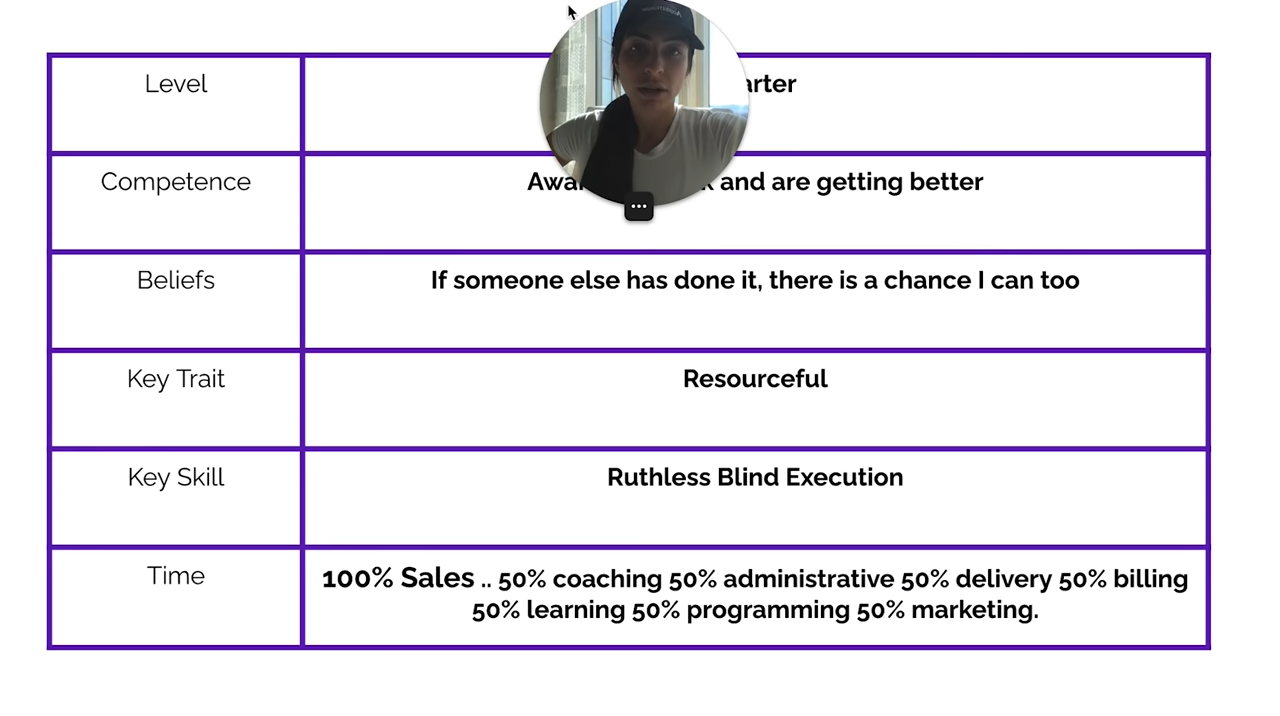 Level
Competence
and are getting better
Beliefs
If someone else has done it, there is a chance I can too
Key Trait
Resourceful
Key Skill
Ruthless Blind Execution
Time
100% Sales .. 50% coaching 50% administrative 50% delivery 50% billing
50% learning 50% programming 50% marketing.